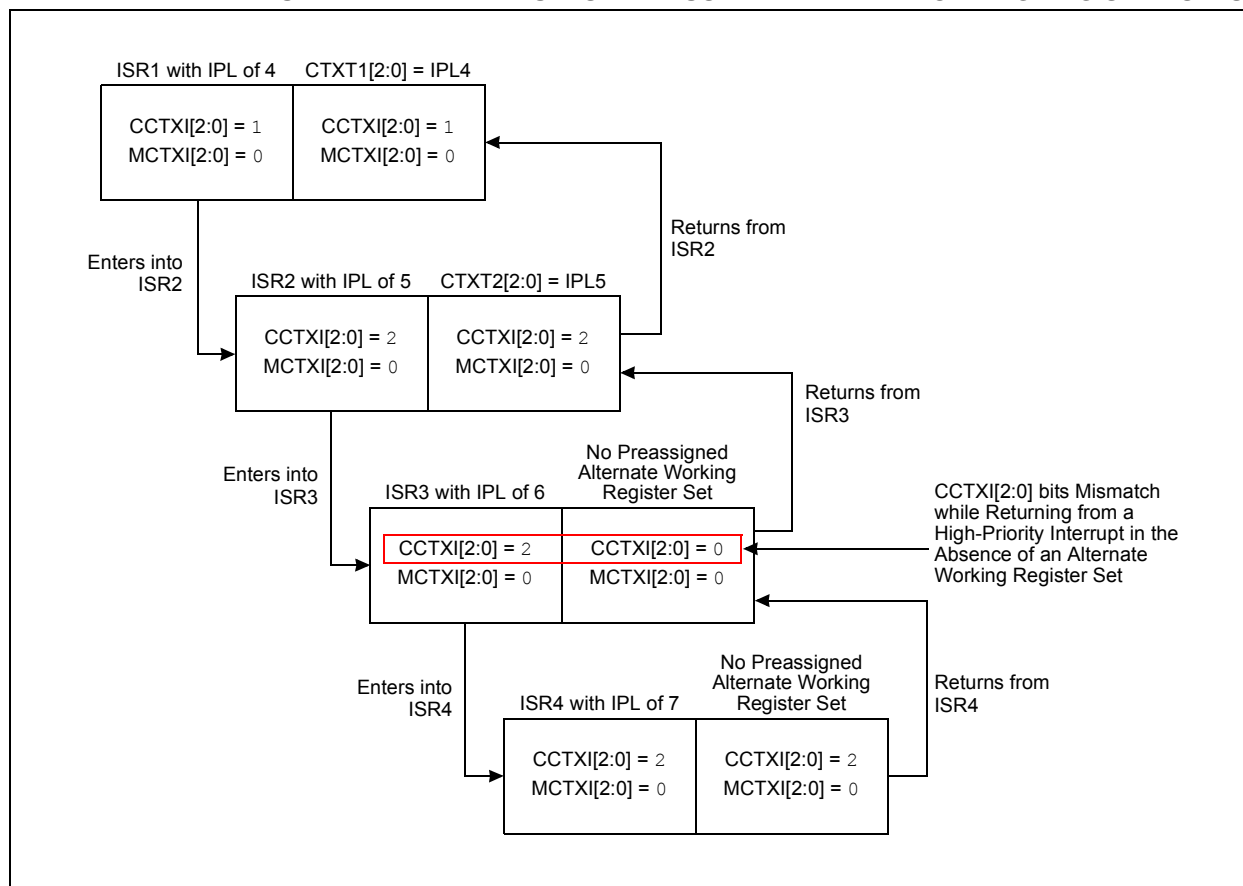 ISR1 with IPL of 4
CTXT1[2:0] = IPL4
CCTXI[2:0] = 1
MCTXI[2:0] = 0
CCTXI[2:0] = 1
MCTXI[2:0] = 0
Enters into
ISR2
Returns from
ISR2
ISR2 with IPL of 5
CTXT2[2:0] = IPL5
CCTXI[2:0] = 2
MCTXI[2:0] = 0
CCTXI[2:0] = 2
MCTXI[2:0] = 0
Enters into
ISR3
Returns from
ISR3
ISR3 with IPL of 6
No Preassigned
Alternate Working
Register Set
CCTXI[2:0] = 2
MCTXI[2:0] = 0
CCTXI[2:0] = 0
MCTXI[2:0] = 0
CCTXI[2:0] bits Mismatch
while Returning from a
High-Priority Interrupt in the
Absence of an Alternate
Working Register Set
Enters into
ISR4
Returns from
ISR4
ISR4 with IPL of 7
No Preassigned
Alternate Working
Register Set
CCTXI[2:0] = 2
MCTXI[2:0] = 0
CCTXI[2:0] = 2
MCTXI[2:0] = 0